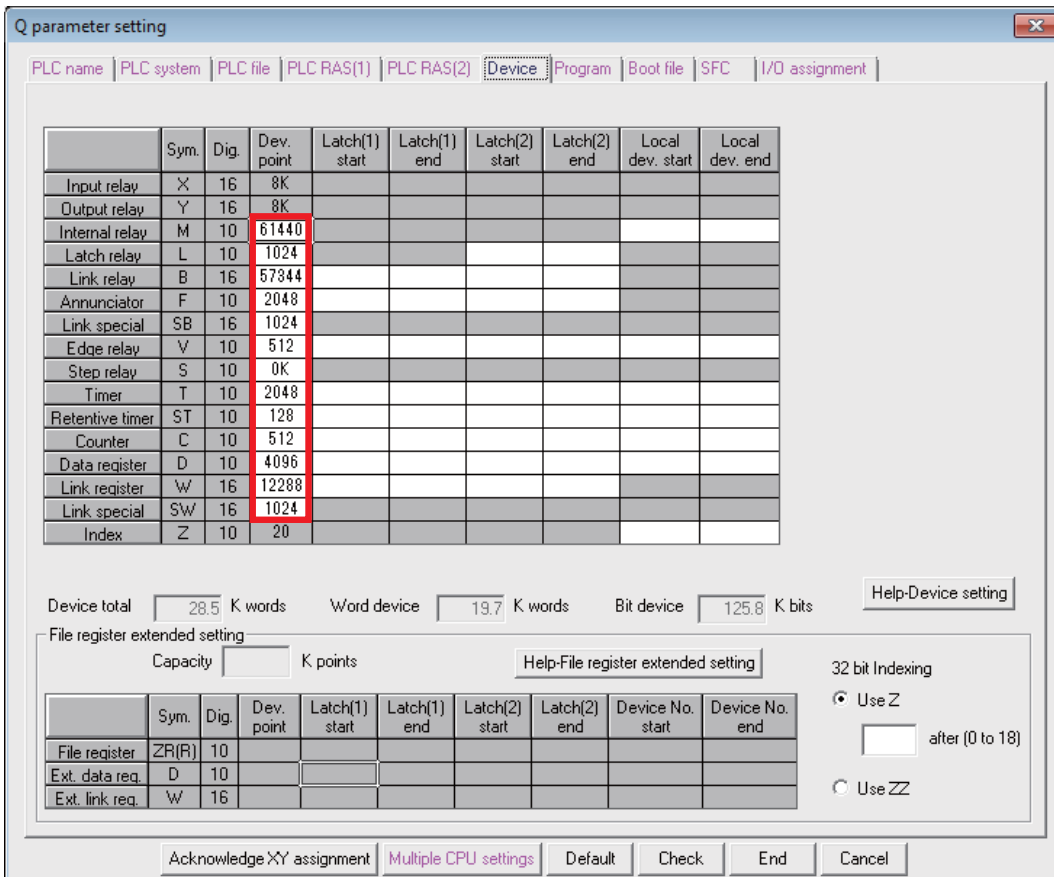 Q parameter setting
PLC name PLC system PLC file PLC RAS(1) PLC RAS(2) Device Program Boot file SFC I/O assignment
Sym. Dig. Dev. point Latch(1) start Latch(1) end Latch(2) start Latch(2) end Local dev. start Local dev. end
Input relay X 16 8K
Output relay Y 16 8K
Internal relay M 10 61440
Latch relay L 10 1024
Link relay B 16 57344
Annunciator F 10 2048
Link special SB 16 1024
Edge relay V 10 512
Step relay S 10 0K
Timer T 10 2048
Retentive timer ST 10 128
Counter C 10 512
Data register D 10 4096
Link register W 16 12288
Link special SW 16 1024
Index Z 10 20
Device total 28.5 K words Word device 19.7 K words Bit device 125.8 K bits Help-Device setting
File register extended setting
Capacity K points Help-File register extended setting
Sym. Dig. Dev. point Latch(1) start Latch(1) end Latch(2) start Latch(2) end Device No. start Device No. end
File register ZR(R) 10
Ext. data reg. D 10
Ext. link reg. W 16
32 bit Indexing
Use Z
after (0 to 18)
Use ZZ
Acknowledge XY assignment Multiple CPU settings Default Check End Cancel